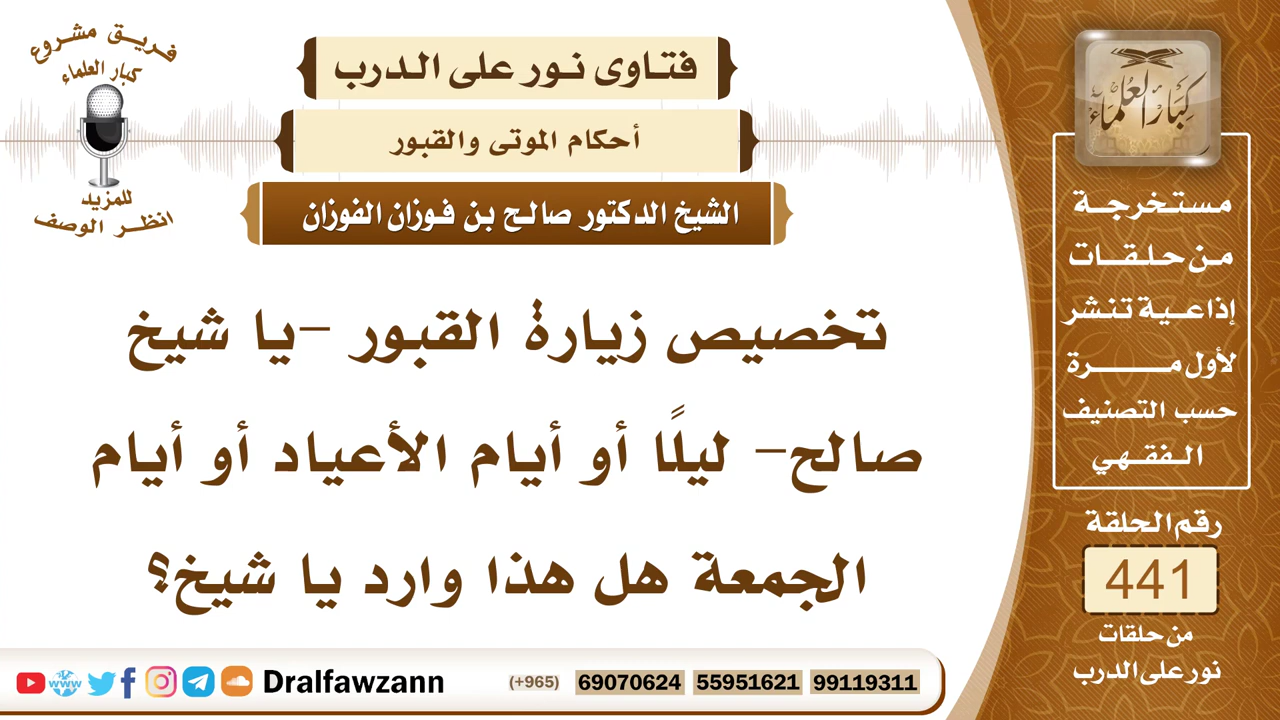 فريق مشروع
كبار العلماء
للمزيد
انظر الوصف
فتاوى نور على الدرب
أحكام الموتى والقبور
الشيخ الدكتور صالح بن فوزان الفوزان
تخصيص زيارة القبور -يا شيخ
صالح- ليلًا أو أيام الأعياد أو أيام
الجمعة هل هذا وارد يا شيخ؟
كبار العلماء
مستخرجة
من حلقات
إذاعية تنشر
لأول مرة
حسب التصنيف
الفقهي
رقم الحلقة
441
من حلقات
نور على الدرب
www Dralfawzann (+965) 69070624 55951621 99119311